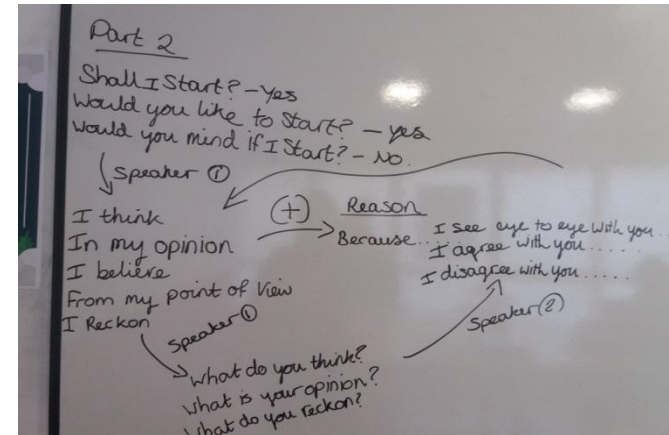 Part 2
Shall I Start? - Yes
Would you like to Start? - yes
Would you mind if I Start? - No.
Speaker ①
I think
In my opinion
I believe
From my point of View
I Reckon
(+)
Reason
Because...
I see eye to eye with you...
I agree with you.....
I disagree with you.....
Speaker ①
Speaker ②
What do you think?
What is your opinion?
What do you reckon?